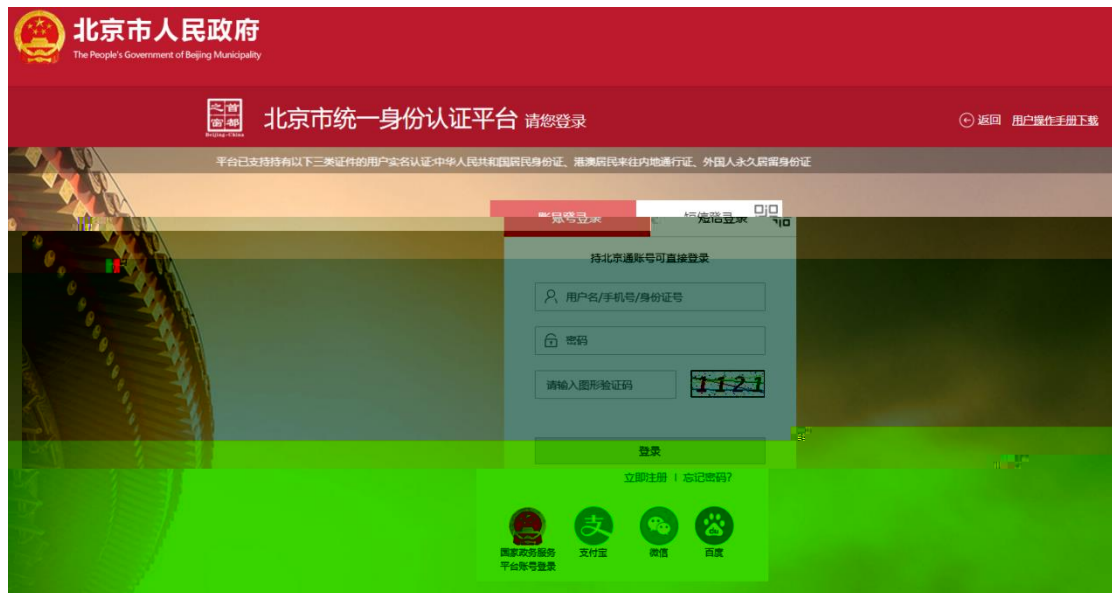 北京市人民政府
The People's Government of Beijing Municipality
首都之窗
Beijing-China
北京市统一身份认证平台 请您登录
返回 用户操作手册下载
平台已支持持有以下三类证件的用户实名认证:中华人民共和国居民身份证、港澳居民来往内地通行证、外国人永久居留身份证
账号登录 短信登录
持北京通账号可直接登录
用户名/手机号/身份证号
密码
请输入图形验证码 1121
登录
立即注册 | 忘记密码?
国家政务服务平台账号登录 支付宝 微信 百度